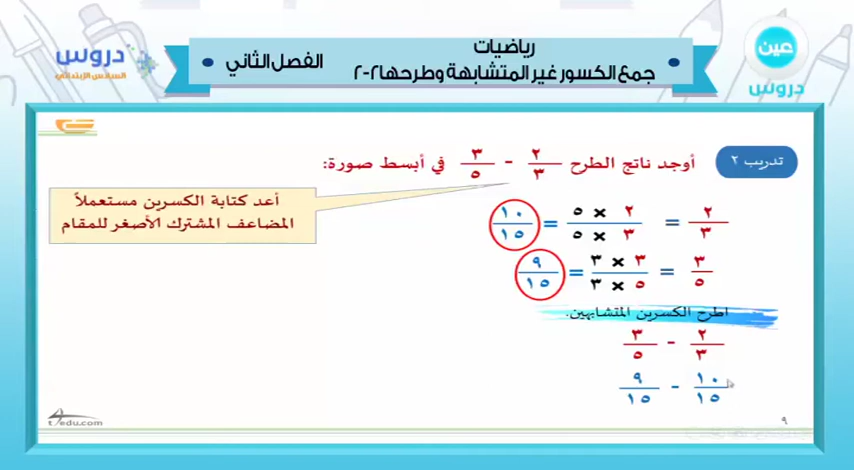 رياضيات
جمع الكسور غير المتشابهة وطرحها ٢-٢
الفصل الثاني
عين
دروس
دروس
السادس الابتدائي
تدريب ٢
أوجد ناتج الطرح ٢/٣ - ٣/٥ في أبسط صورة:
أعد كتابة الكسرين مستعملاً
المضاعف المشترك الأصغر للمقام
٢/٣ = ٢ × ٥ / ٣ × ٥ = ١٠/١٥
٣/٥ = ٣ × ٣ / ٥ × ٣ = ٩/١٥
اطرح الكسرين المتشابهين.
٢/٣ - ٣/٥
١٠/١٥ - ٩/١٥
٩
t4edu.com